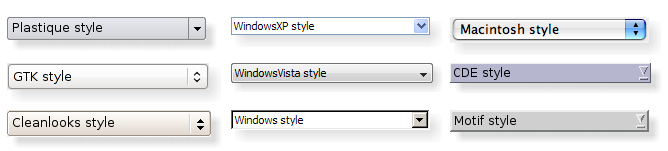 Plastique style
WindowsXP style
Macintosh style
GTK style
WindowsVista style
CDE style
Cleanlooks style
Windows style
Motif style